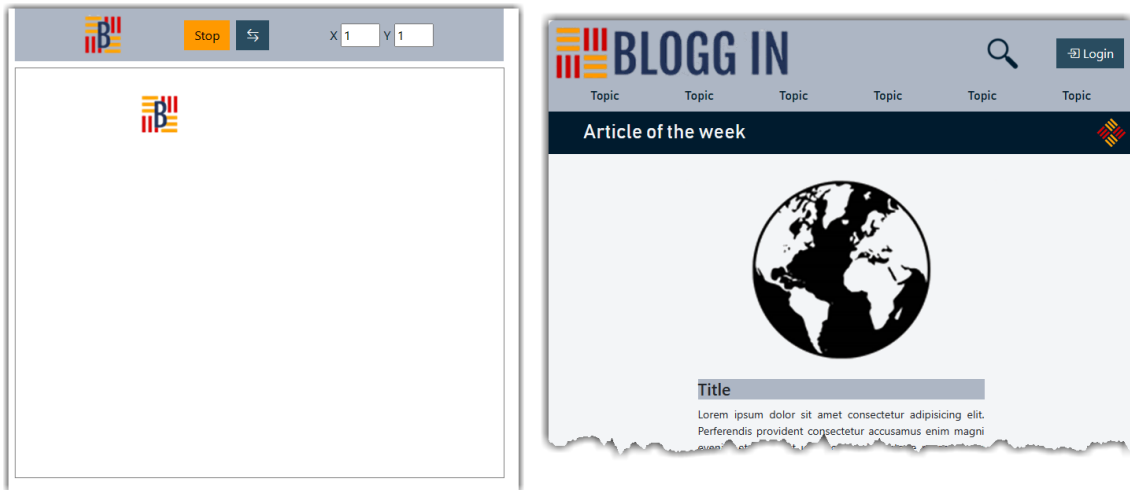 B
Stop
X 1 Y 1
B
BLOGG IN
Login
Topic Topic Topic Topic Topic Topic
Article of the week
Title
Lorem ipsum dolor sit amet consectetur adipisicing elit.
Perferendis provident consectetur accusamus enim magni